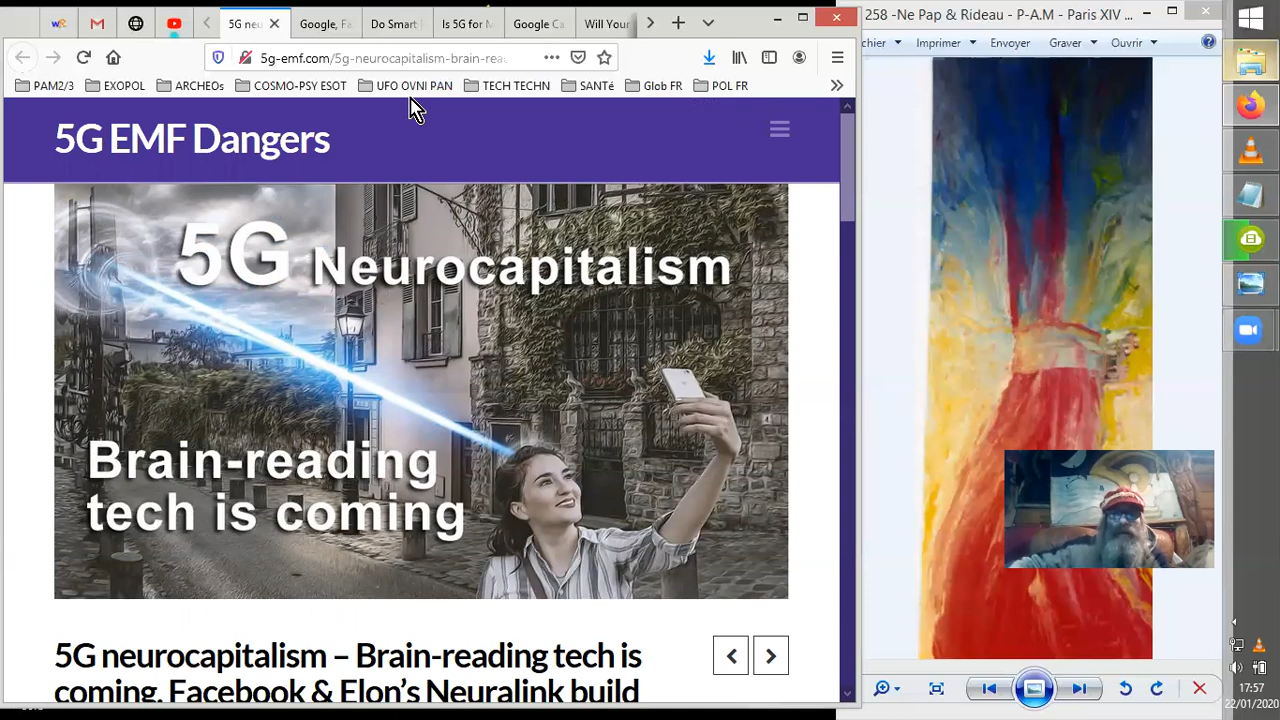 258 -Ne Pap & Rideau - P-A.M - Paris XIV ...
5G neu
Google, Fa
Do Smart
Is 5G for N
Google Ca
Will Your
5g-emf.com/5g-neurocapitalism-brain-rea
chier
Imprimer
Envoyer
Graver
Ouvrir
PAM2/3
EXOPOL
ARCHEOs
COSMO-PSY ESOT
UFO OVNI PAN
TECH TECHN
SANTé
Glob FR
POL FR
5G EMF Dangers
5G Neurocapitalism
Brain-reading
tech is coming
5G neurocapitalism – Brain-reading tech is
coming. Facebook & Elon's Neuralink build
17:57
22/01/2020